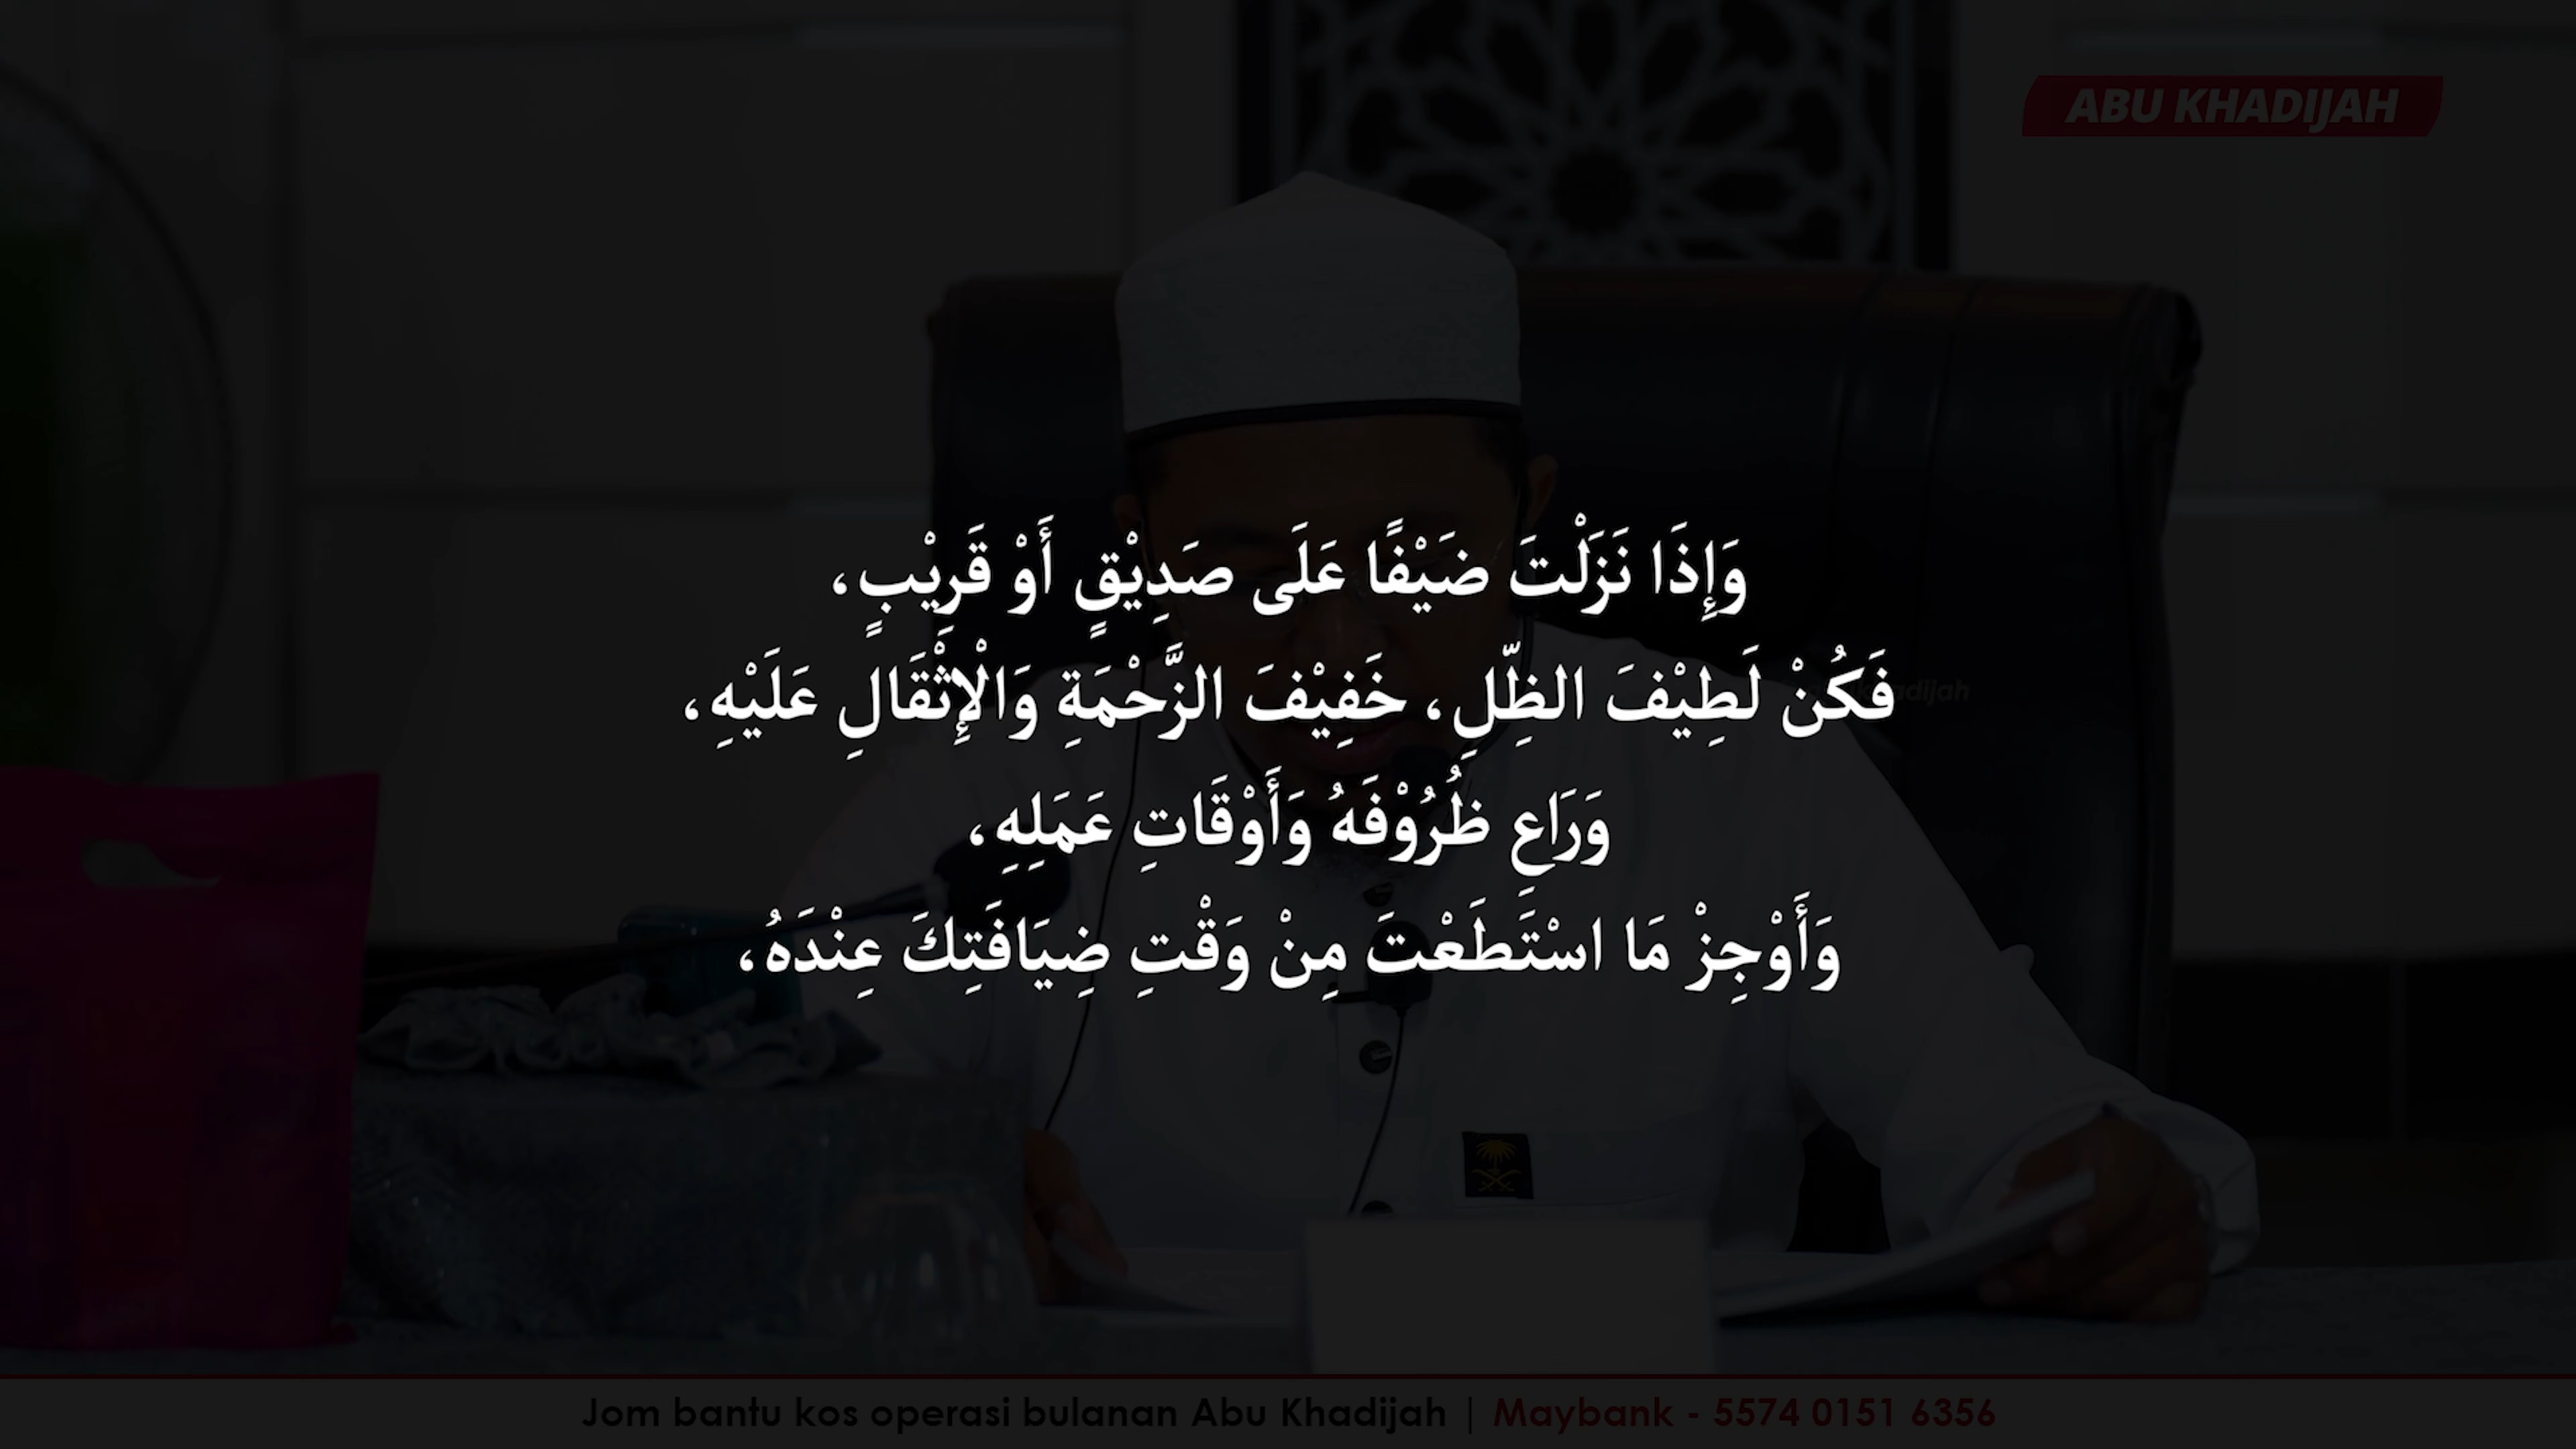 ABU KHADIJAH
وَإِذَا نَزَلْتَ ضَيْفًا عَلَى صَدِيْقٍ أَوْ قَرِيْبٍ،
فَكُنْ لَطِيْفَ الظِّلِ، خَفِيْفَ الزَّحْمَةِ وَالْإِثْقَالِ عَلَيْهِ،
وَرَاعِ ظُرُوْفَهُ وَأَوْقَاتِ عَمَلِهِ،
وَأَوْجِزْ مَا اسْتَطَعْتَ مِنْ وَقْتِ ضِيَافَتِكَ عِنْدَهُ،
Jom bantu kos operasi bulanan Abu Khadijah | Maybank - 5574 0151 6356